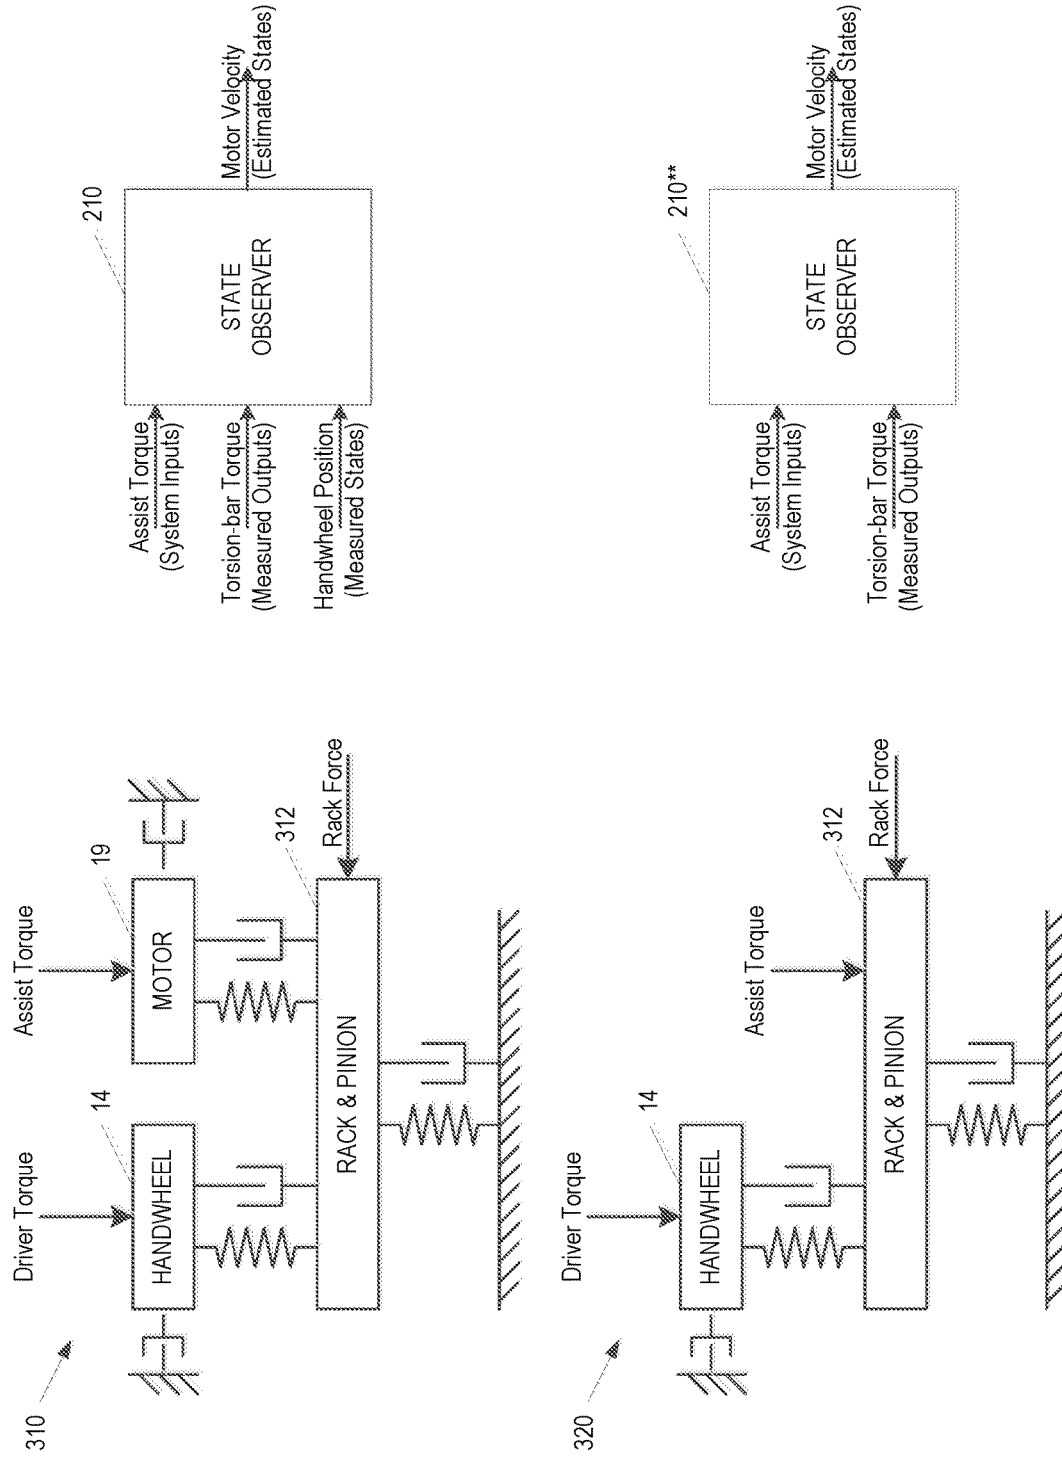 310
Driver Torque
Assist Torque
14
19
HANDWHEEL
MOTOR
312
RACK & PINION
Rack Force
210
Assist Torque
(System Inputs)
Torsion-bar Torque
(Measured Outputs)
Handwheel Position
(Measured States)
STATE
OBSERVER
Motor Velocity
(Estimated States)
320
Driver Torque
14
HANDWHEEL
Assist Torque
312
RACK & PINION
Rack Force
210**
Assist Torque
(System Inputs)
Torsion-bar Torque
(Measured Outputs)
STATE
OBSERVER
Motor Velocity
(Estimated States)